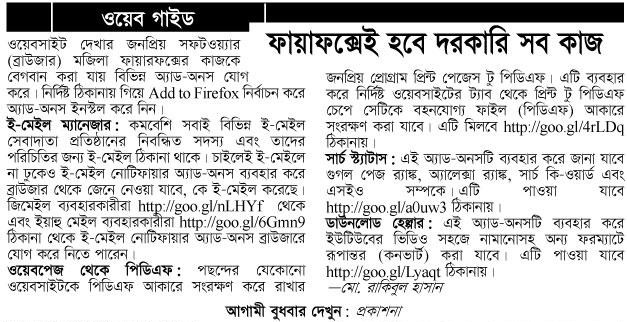 ওয়েব গাইড
ফায়াফক্সেই হবে দরকারি সব কাজ
ওয়েবসাইট দেখার জনপ্রিয় সফটওয়্যার
(ব্রাউজার) মজিলা ফায়ারফক্সের কাজকে
বেগবান করা যায় বিভিন্ন অ্যাড-অনস যোগ
করে। নির্দিষ্ট ঠিকানায় গিয়ে Add to Firefox নির্বাচন করে
অ্যাড-অনস ইনস্টল করে নিন।
ই-মেইল ম্যানেজার : কমবেশি সবাই বিভিন্ন ই-মেইল
সেবাদাতা প্রতিষ্ঠানের নিবন্ধিত সদস্য এবং তাদের
পরিচিতির জন্য ই-মেইল ঠিকানা থাকে। চাইলেই ই-মেইলে
না ঢুকেও ই-মেইল নোটিফায়ার অ্যাড-অনস ব্যবহার করে
ব্রাউজার থেকে জেনে নেওয়া যাবে, কে ই-মেইল করেছে।
জিমেইল ব্যবহারকারীরা http://goo.gl/nLHYf থেকে
এবং ইয়াহু মেইল ব্যবহারকারীরা http://goo.gl/6Gmn9
ঠিকানা থেকে ই-মেইল নোটিফায়ার অ্যাড-অনস ব্রাউজারে
যোগ করে নিতে পারেন।
ওয়েবপেজ থেকে পিডিএফ : পছন্দের যেকোনো
ওয়েবসাইটকে পিডিএফ আকারে সংরক্ষণ করে রাখার
জনপ্রিয় প্রোগ্রাম প্রিন্ট পেজেস টু পিডিএফ। এটি ব্যবহার
করে নির্দিষ্ট ওয়েবসাইটের ট্যাব থেকে প্রিন্ট টু পিডিএফ
চেপে সেটিকে বহনযোগ্য ফাইল (পিডিএফ) আকারে
সংরক্ষণ করা যাবে। এটি মিলবে http://goo.gl/4rLDq
ঠিকানায়।
সার্চ স্ট্যাটাস : এই অ্যাড-অনসটি ব্যবহার করে জানা যাবে
গুগল পেজ র‍্যাঙ্ক, অ্যালেক্সা র‍্যাঙ্ক, সার্চ কি-ওয়ার্ড এবং
এসইও সম্পকে। এটি পাওয়া যাবে
http://goo.gl/a0uw3 ঠিকানায়।
ডাউনলোড হেল্পার : এই অ্যাড-অনসটি ব্যবহার করে
ইউটিউবের ভিডিও সহজে নামানোসহ অন্য ফরম্যাটে
রূপান্তর (কনভার্ট) করা যাবে। এটি পাওয়া যাবে
http://goo.gl/Lyaqt ঠিকানায়।
—মো. রাকিবুল হাসান
আগামী বুধবার দেখুন : প্রকাশনা